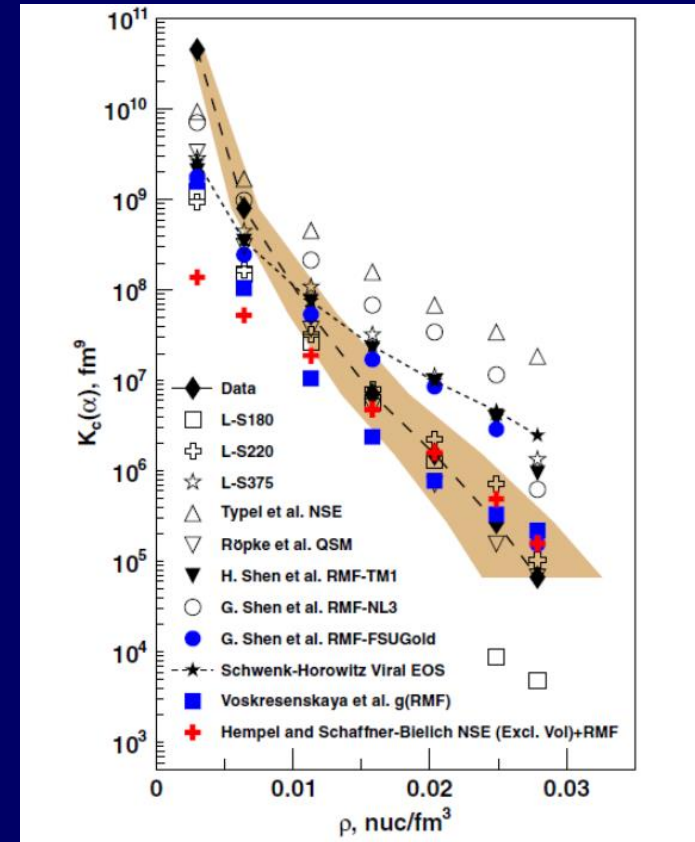 10¹¹
10¹⁰
10⁹
10⁸
10⁷
10⁶
10⁵
10⁴
10³
Kc(α), fm⁹
Data
L-S180
L-S220
L-S375
Typel et al. NSE
Röpke et al. QSM
H. Shen et al. RMF-TM1
G. Shen et al. RMF-NL3
G. Shen et al. RMF-FSUGold
Schwenk-Horowitz Viral EOS
Voskresenskaya et al. g(RMF)
Hempel and Schaffner-Bielich NSE (Excl. Vol)+RMF
0 0.01 0.02 0.03
ρ, nuc/fm³